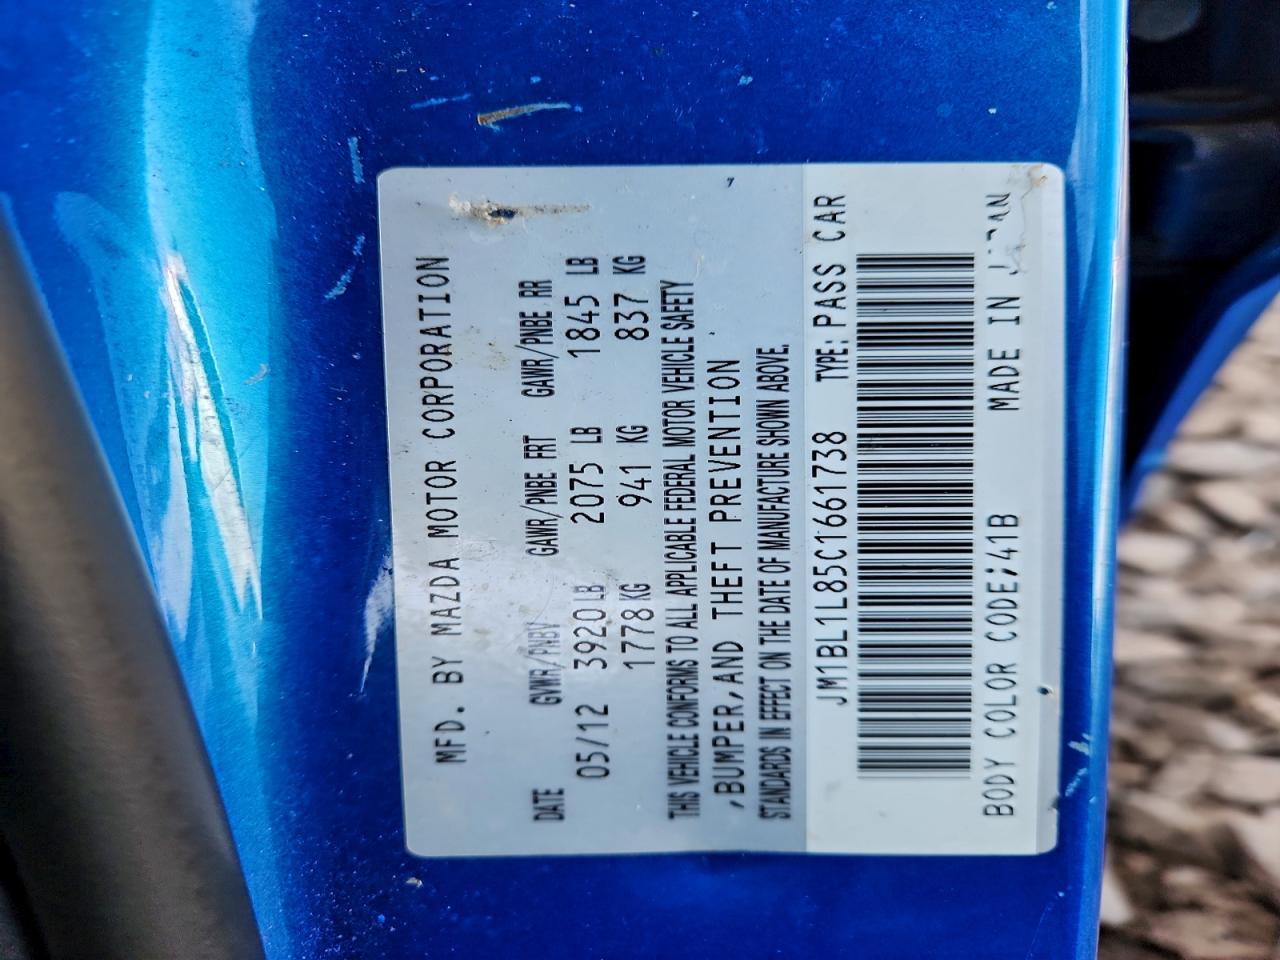 MFD. BY MAZDA MOTOR CORPORATION
DATE GVWR/PNBV GAWR/PNBE FRT GAWR/PNBE RR
05/12 3920 LB 2075 LB 1845 LB
1778 KG 941 KG 837 KG
THIS VEHICLE CONFORMS TO ALL APPLICABLE FEDERAL MOTOR VEHICLE SAFETY
,BUMPER,AND THEFT PREVENTION
STANDARDS IN EFFECT ON THE DATE OF MANUFACTURE SHOWN ABOVE.
JM1BL1L85C1661738 TYPE: PASS CAR
BODY COLOR CODE;41B MADE IN JAPAN